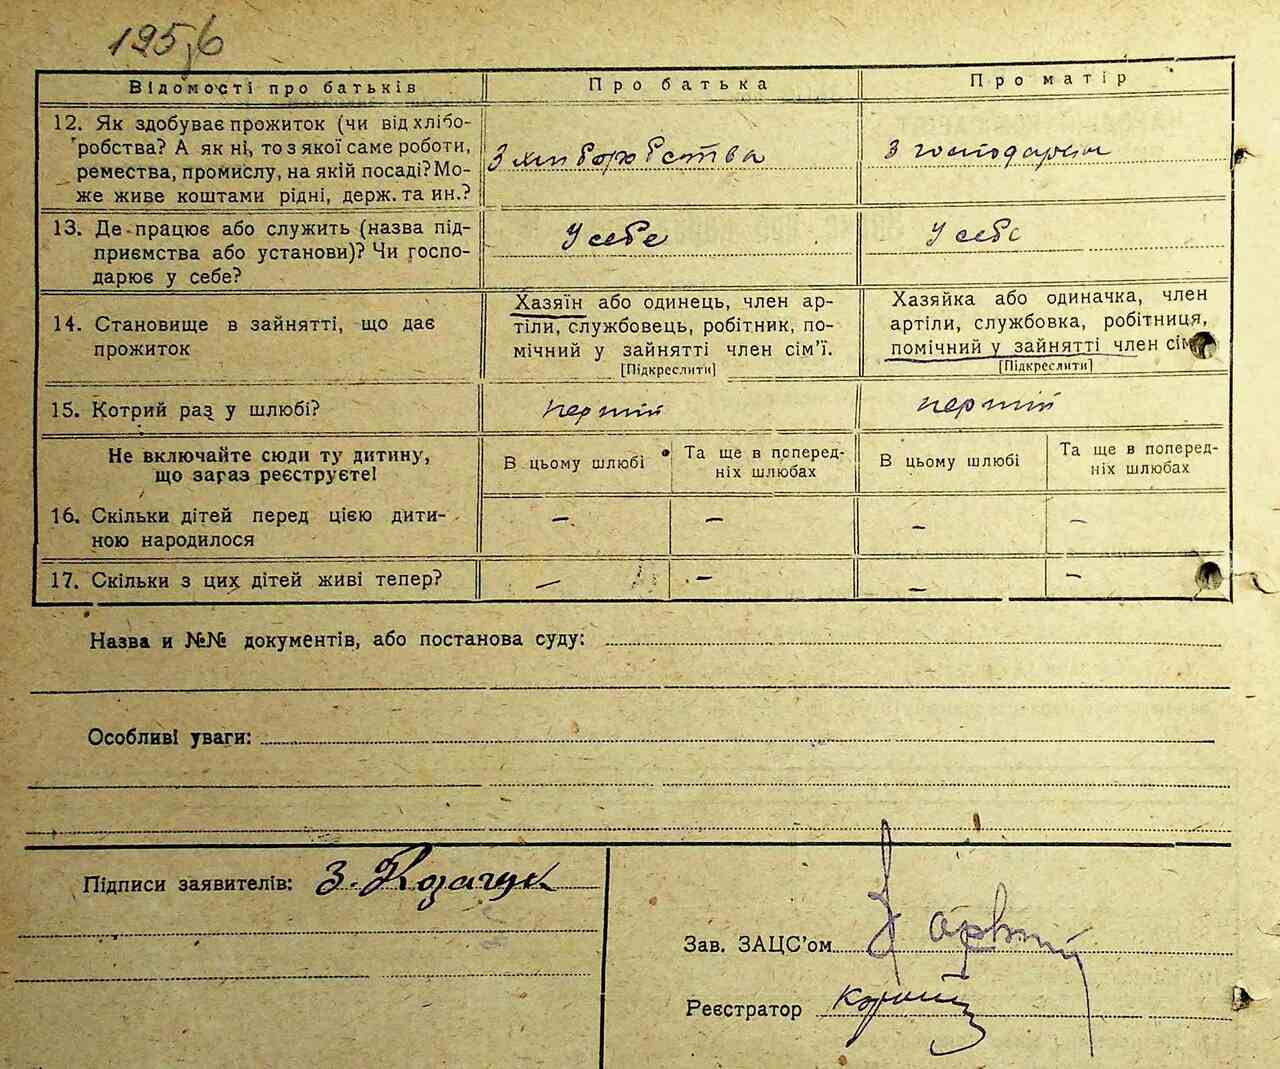 195б
Відомості про батьків
Про батька
Про матір
12. Як здобуває прожиток (чи від хлібо-
робства? А як ні, то з якої саме роботи,
ремества, промислу, на якій посаді? Мо-
же живе коштами рідні, держ. та ин.?
З хліборобства
з господарки
13. Де працює або служить (назва під-
приємства або установи)? Чи госпо-
дарює у себе?
У себе
У себе
14. Становище в зайнятті, що дає
прожиток
Хазяїн або одинець, член ар-
тіли, службовець, робітник, по-
мічний у зайнятті член сім'ї.
[Підкреслити]
Хазяйка або одиначка, член
артіли, службовка, робітниця,
помічний у зайнятті член
[Підкреслити]
15. Котрий раз у шлюбі?
перший
перший
Не включайте сюди ту дитину,
що зараз реєструєте!
В цьому шлюбі
Та ще в поперед-
ніх шлюбах
В цьому шлюбі
Та ще в поперед-
ніх шлюбах
16. Скільки дітей перед цією дити-
ною народилося
– – – –
17. Скільки з цих дітей живі тепер?
– – – –
Назва и №№ документів, або постанова суду:
Особливі уваги:
Підписи заявителів: З. Козачук
Зав. ЗАЦС'ом
Реєстратор